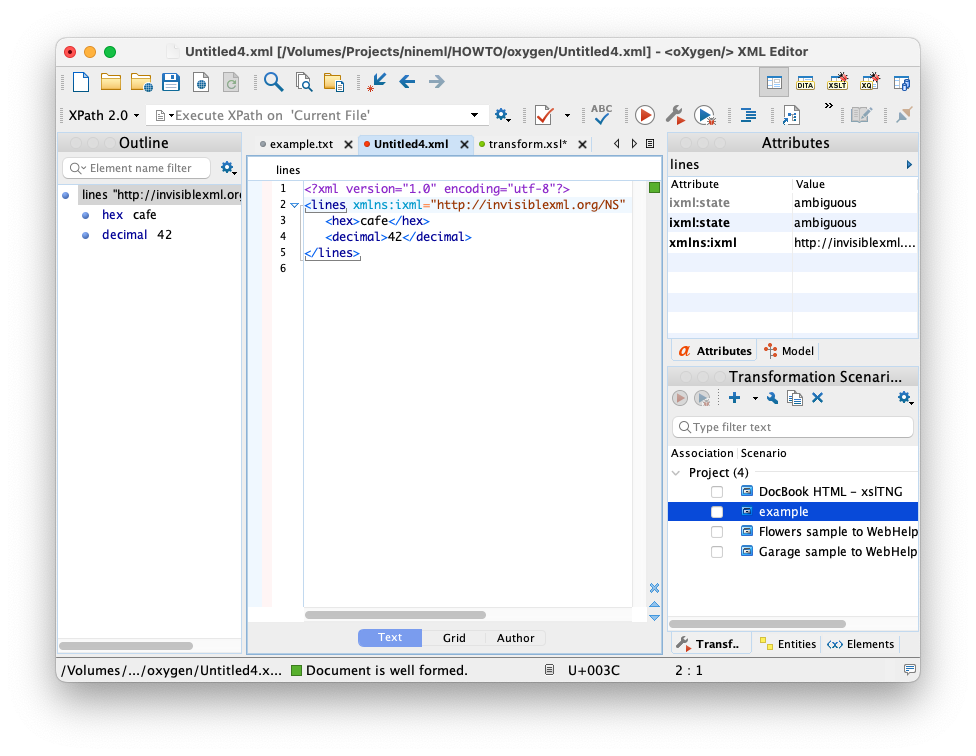 Untitled4.xml [/Volumes/Projects/nineml/HOWTO/oxygen/Untitled4.xml] - <oXygen/> XML Editor
DITA
XSLT
XQ
XPath 2.0
Execute XPath on 'Current File'
ABC
»
Outline
Element name filter
lines "http://invisiblexml.org
hex cafe
decimal 42
example.txt
Untitled4.xml
transform.xsl*
lines
1 <?xml version="1.0" encoding="utf-8"?>
2 <lines xmlns:ixml="http://invisiblexml.org/NS"
3 <hex>cafe</hex>
4 <decimal>42</decimal>
5 </lines>
6
Text
Grid
Author
Attributes
lines
Attribute Value
ixml:state ambiguous
ixml:state ambiguous
xmlns:ixml http://invisiblexml....
a Attributes
Model
Transformation Scenari...
Type filter text
Association Scenario
Project (4)
DocBook HTML - xslTNG
example
Flowers sample to WebHelp
Garage sample to WebHelp
Transf..
Entities
Elements
/Volumes/.../oxygen/Untitled4.x...
Document is well formed.
U+003C
2 : 1